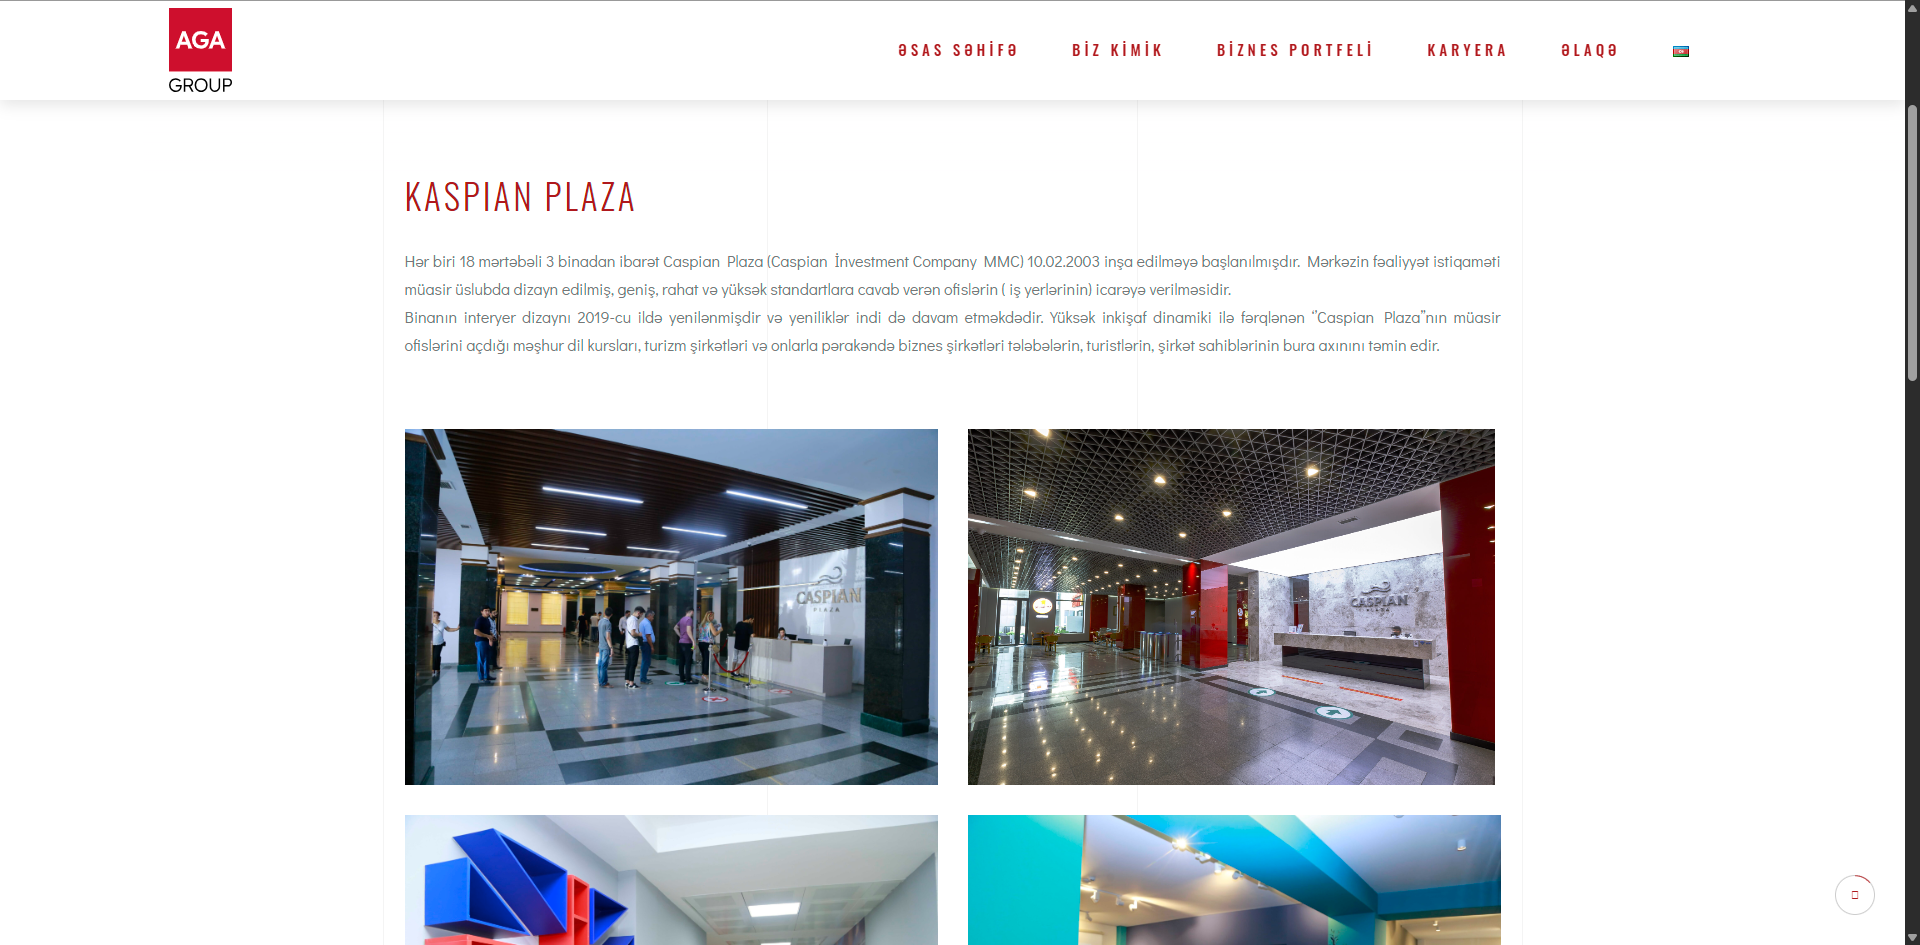 AGA
GROUP
ƏSAS SƏHİFƏ
BİZ KİMİK
BİZNES PORTFELİ
KARYERA
ƏLAQƏ
KASPIAN PLAZA
Hər biri 18 mərtəbəli 3 binadan ibarət Caspian Plaza (Caspian İnvestment Company MMC) 10.02.2003 inşa edilməyə başlanılmışdır. Mərkəzin fəaliyyət istiqaməti
müasir üslubda dizayn edilmiş, geniş, rahat və yüksək standartlara cavab verən ofislərin ( iş yerlərinin) icarəyə verilməsidir.
Binanın interyer dizaynı 2019-cu ildə yenilənmişdir və yeniliklər indi də davam etməkdədir. Yüksək inkişaf dinamiki ilə fərqlənən ‘’Caspian Plaza’’nın müasir
ofislərini açdığı məşhur dil kursları, turizm şirkətləri və onlarla pərakəndə biznes şirkətləri tələbələrin, turistlərin, şirkət sahiblərinin bura axınını təmin edir.
CASPIAN
PLAZA
CASPIAN
PLAZA